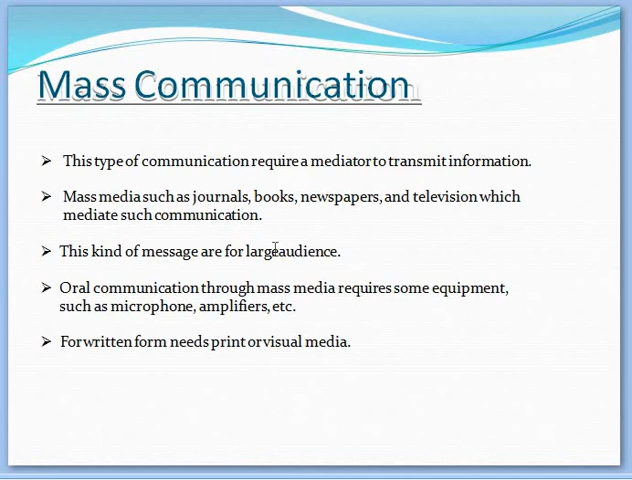 Mass Communication
This type of communication require a mediator to transmit information.
Mass media such as journals, books, newspapers, and television which
mediate such communication.
This kind of message are for large audience.
Oral communication through mass media requires some equipment,
such as microphone, amplifiers, etc.
For written form needs print or visual media.